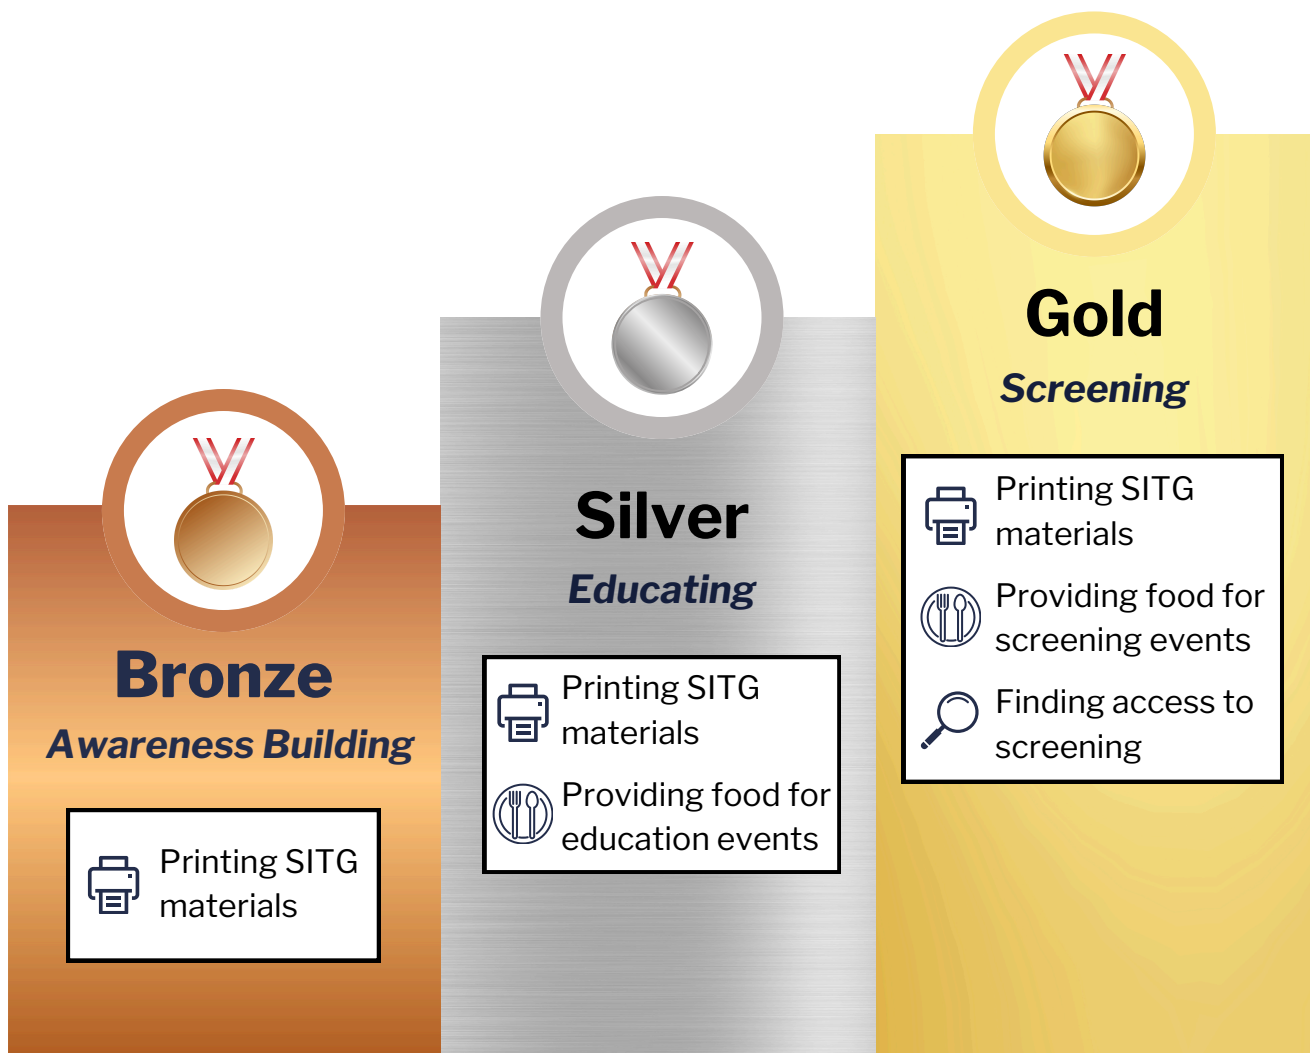 Bronze
Awareness Building
Printing SITG
materials
Silver
Educating
Printing SITG
materials
Providing food for
education events
Gold
Screening
Printing SITG
materials
Providing food for
screening events
Finding access to
screening